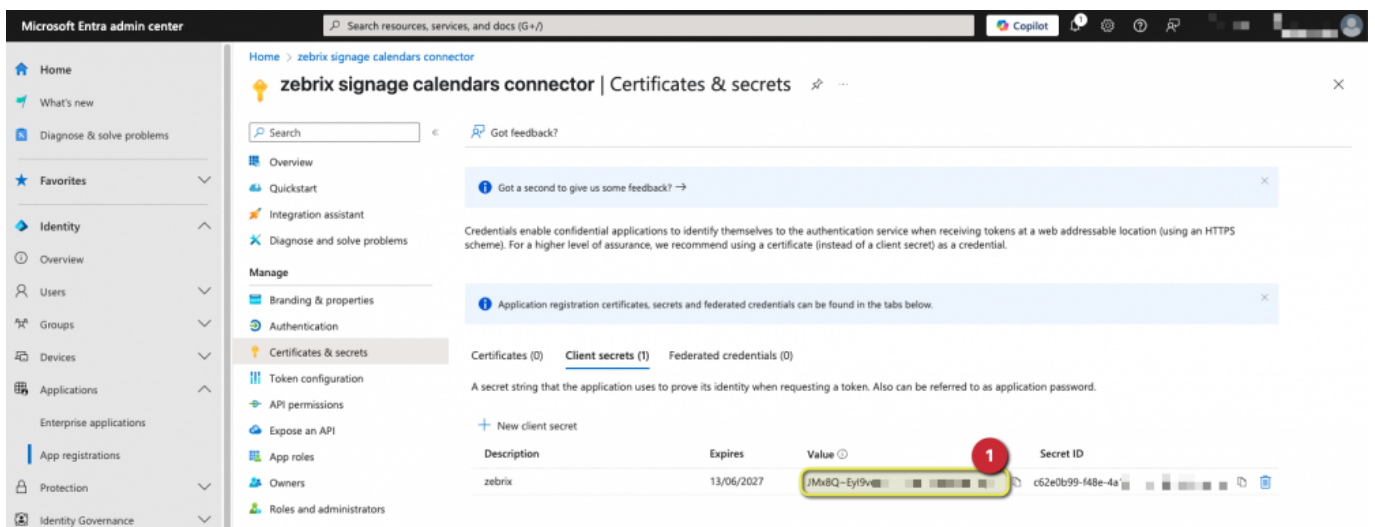 Microsoft Entra admin center
Search resources, services, and docs (G+/)
Copilot
1
Home
What's new
Diagnose & solve problems
Favorites
Identity
Overview
Users
Groups
Devices
Applications
Enterprise applications
App registrations
Protection
Identity Governance
Home > zebrix signage calendars connector
zebrix signage calendars connector | Certificates & secrets
Search
Overview
Quickstart
Integration assistant
Diagnose and solve problems
Manage
Branding & properties
Authentication
Certificates & secrets
Token configuration
API permissions
Expose an API
App roles
Owners
Roles and administrators
Got feedback?
Got a second to give us some feedback?
Credentials enable confidential applications to identify themselves to the authentication service when receiving tokens at a web addressable location (using an HTTPS
scheme). For a higher level of assurance, we recommend using a certificate (instead of a client secret) as a credential.
Application registration certificates, secrets and federated credentials can be found in the tabs below.
Certificates (0) Client secrets (1) Federated credentials (0)
A secret string that the application uses to prove its identity when requesting a token. Also can be referred to as application password.
New client secret
Description Expires Value Secret ID
1
zebrix 13/06/2027 JMx8Q~EyI9v c62e0b99-f48e-4a